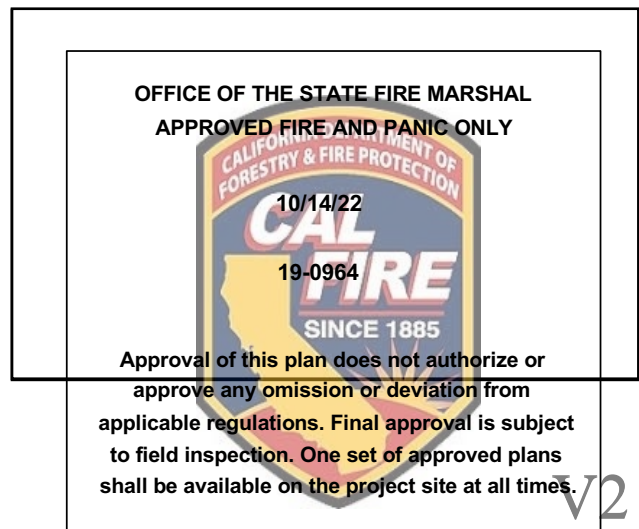 OFFICE OF THE STATE FIRE MARSHAL
APPROVED FIRE AND PANIC ONLY
CALIFORNIA DEPARTMENT OF
FORESTRY & FIRE PROTECTION
10/14/22
CAL
19-0964
FIRE
SINCE 1885
Approval of this plan does not authorize or
approve any omission or deviation from
applicable regulations. Final approval is subject
to field inspection. One set of approved plans
shall be available on the project site at all times.
V2